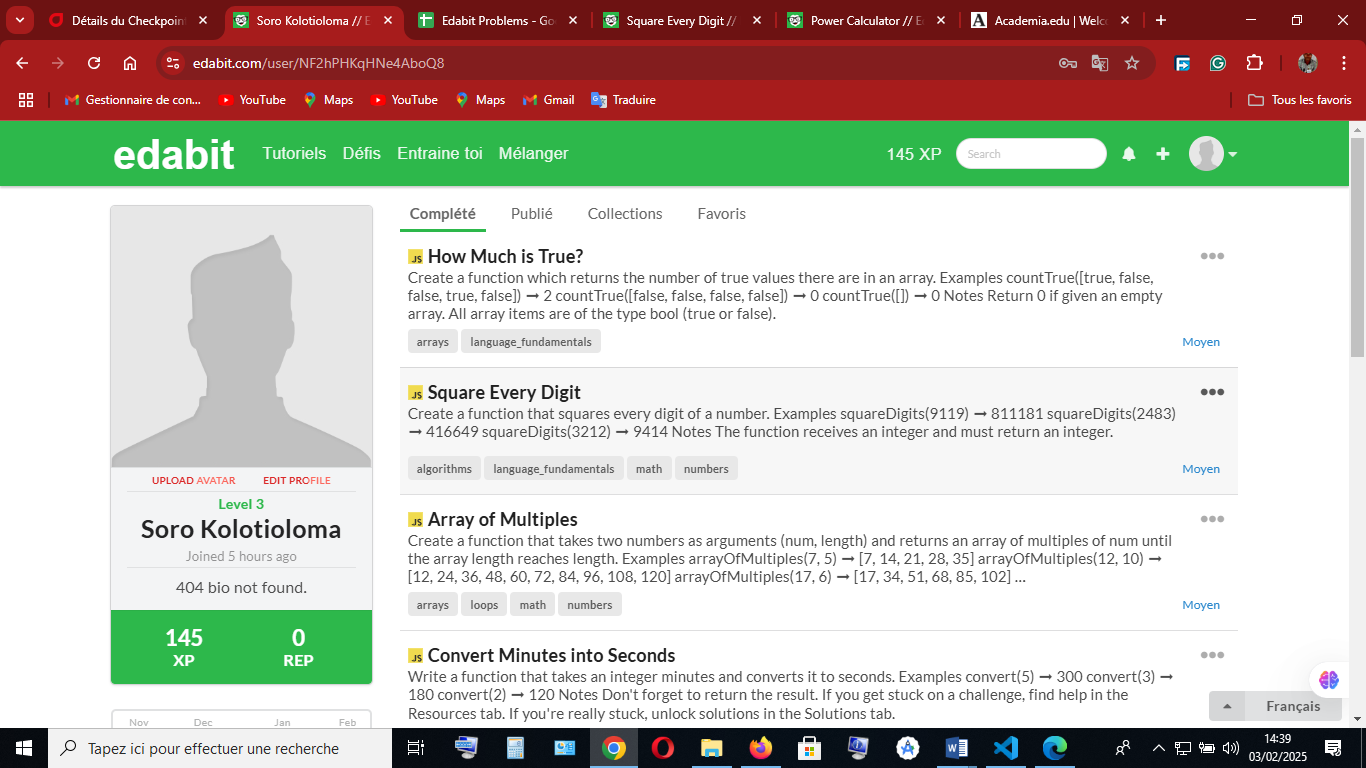 Détails du Checkpoin
Soro Kolotioloma // E
Edabit Problems - Go
Square Every Digit //
Power Calculator // E
Academia.edu | Welc
edabit.com/user/NF2hPHKqHNe4AboQ8
Gestionnaire de con...
YouTube
Maps
YouTube
Maps
Gmail
Traduire
Tous les favoris
edabit
Tutoriels
Défis
Entraine toi
Mélanger
145 XP
Search
UPLOAD AVATAR
EDIT PROFILE
Level 3
Soro Kolotioloma
Joined 5 hours ago
404 bio not found.
145
XP
0
REP
Nov
Dec
Jan
Feb
Complété
Publié
Collections
Favoris
JS How Much is True?
Create a function which returns the number of true values there are in an array. Examples countTrue([true, false,
false, true, false]) ➞ 2 countTrue([false, false, false, false]) ➞ 0 countTrue([]) ➞ 0 Notes Return 0 if given an empty
array. All array items are of the type bool (true or false).
arrays
language_fundamentals
Moyen
JS Square Every Digit
Create a function that squares every digit of a number. Examples squareDigits(9119) ➞ 811181 squareDigits(2483)
➞ 416649 squareDigits(3212) ➞ 9414 Notes The function receives an integer and must return an integer.
algorithms
language_fundamentals
math
numbers
Moyen
JS Array of Multiples
Create a function that takes two numbers as arguments (num, length) and returns an array of multiples of num until
the array length reaches length. Examples arrayOfMultiples(7, 5) ➞ [7, 14, 21, 28, 35] arrayOfMultiples(12, 10) ➞
[12, 24, 36, 48, 60, 72, 84, 96, 108, 120] arrayOfMultiples(17, 6) ➞ [17, 34, 51, 68, 85, 102] ...
arrays
loops
math
numbers
Moyen
JS Convert Minutes into Seconds
Write a function that takes an integer minutes and converts it to seconds. Examples convert(5) ➞ 300 convert(3) ➞
180 convert(2) ➞ 120 Notes Don't forget to return the result. If you get stuck on a challenge, find help in the
Resources tab. If you're really stuck, unlock solutions in the Solutions tab.
Français
Tapez ici pour effectuer une recherche
14:39
03/02/2025